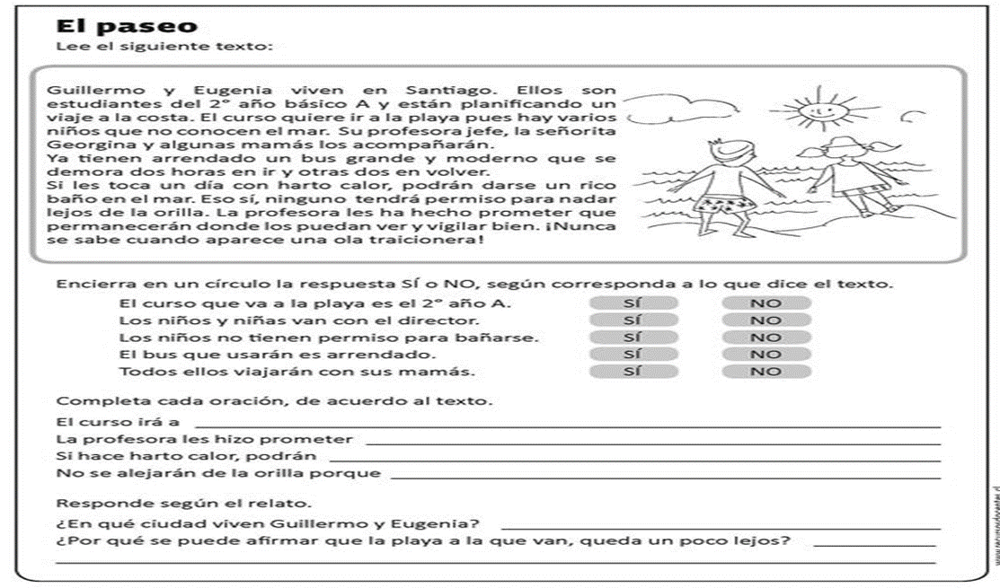 El paseo
Lee el siguiente texto:
Guillermo y Eugenia viven en Santiago. Ellos son
estudiantes del 2° año básico A y están planificando un
viaje a la costa. El curso quiere ir a la playa pues hay varios
niños que no conocen el mar. Su profesora jefe, la señorita
Georgina y algunas mamás los acompañarán.
Ya tienen arrendado un bus grande y moderno que se
demora dos horas en ir y otras dos en volver.
Si les toca un día con harto calor, podrán darse un rico
baño en el mar. Eso sí, ninguno tendrá permiso para nadar
lejos de la orilla. La profesora les ha hecho prometer que
permanecerán donde los puedan ver y vigilar bien. ¡Nunca
se sabe cuando aparece una ola traicionera!
Encierra en un círculo la respuesta SÍ o NO, según corresponda a lo que dice el texto.
El curso que va a la playa es el 2° año A. SÍ NO
Los niños y niñas van con el director. SÍ NO
Los niños no tienen permiso para bañarse. SÍ NO
El bus que usarán es arrendado. SÍ NO
Todos ellos viajarán con sus mamás. SÍ NO
Completa cada oración, de acuerdo al texto.
El curso irá a
La profesora les hizo prometer
Si hace harto calor, podrán
No se alejarán de la orilla porque
Responde según el relato.
¿En qué ciudad viven Guillermo y Eugenia?
¿Por qué se puede afirmar que la playa a la que van, queda un poco lejos?
www.recursosdocentes.cl